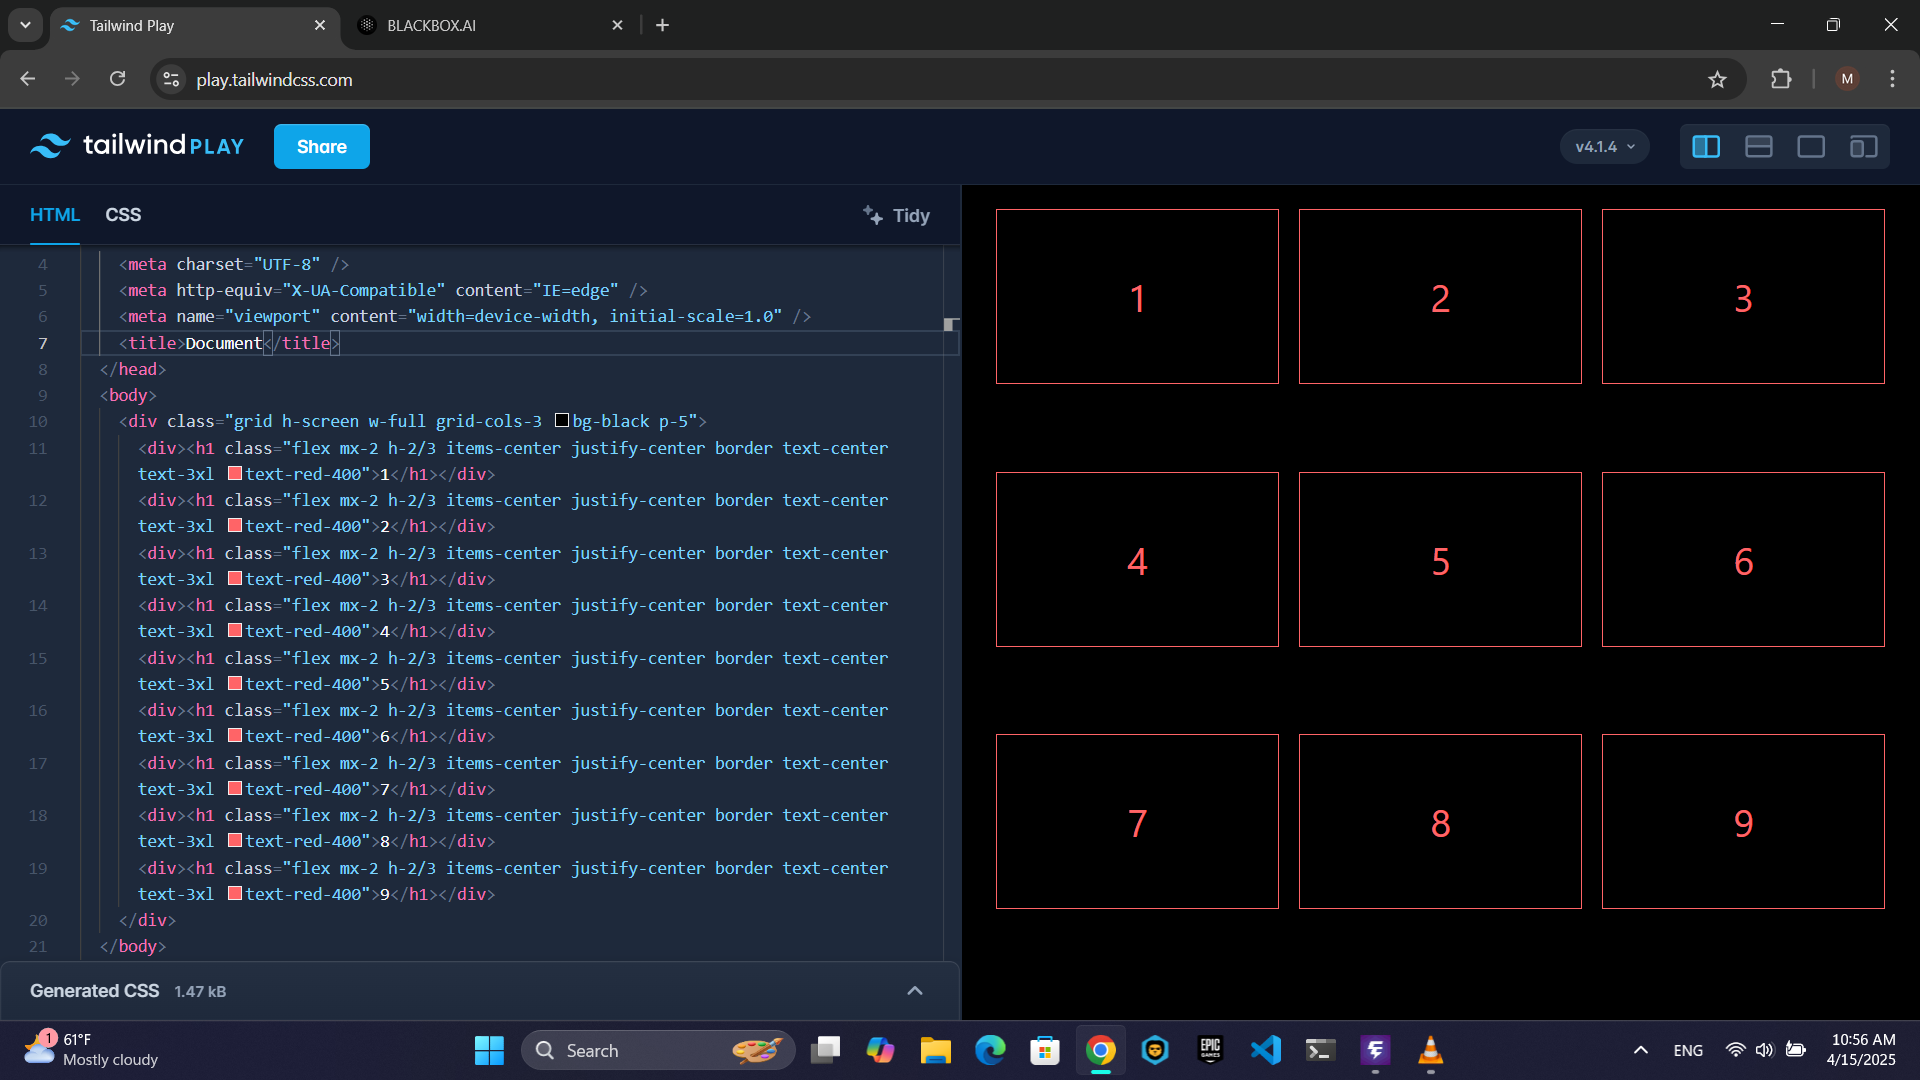 Tailwind Play
BLACKBOX.AI
play.tailwindcss.com
M
tailwind PLAY
Share
v4.1.4
HTML
CSS
Tidy
4 <meta charset="UTF-8" />
5 <meta http-equiv="X-UA-Compatible" content="IE=edge" />
6 <meta name="viewport" content="width=device-width, initial-scale=1.0" />
7 <title>Document</title>
8 </head>
9 <body>
10 <div class="grid h-screen w-full grid-cols-3 bg-black p-5">
11 <div><h1 class="flex mx-2 h-2/3 items-center justify-center border text-center
text-3xl text-red-400">1</h1></div>
12 <div><h1 class="flex mx-2 h-2/3 items-center justify-center border text-center
text-3xl text-red-400">2</h1></div>
13 <div><h1 class="flex mx-2 h-2/3 items-center justify-center border text-center
text-3xl text-red-400">3</h1></div>
14 <div><h1 class="flex mx-2 h-2/3 items-center justify-center border text-center
text-3xl text-red-400">4</h1></div>
15 <div><h1 class="flex mx-2 h-2/3 items-center justify-center border text-center
text-3xl text-red-400">5</h1></div>
16 <div><h1 class="flex mx-2 h-2/3 items-center justify-center border text-center
text-3xl text-red-400">6</h1></div>
17 <div><h1 class="flex mx-2 h-2/3 items-center justify-center border text-center
text-3xl text-red-400">7</h1></div>
18 <div><h1 class="flex mx-2 h-2/3 items-center justify-center border text-center
text-3xl text-red-400">8</h1></div>
19 <div><h1 class="flex mx-2 h-2/3 items-center justify-center border text-center
text-3xl text-red-400">9</h1></div>
20 </div>
21 </body>
Generated CSS 1.47 kB
1 2 3
4 5 6
7 8 9
1
61°F
Mostly cloudy
Search
EPIC
GAMES
ENG
10:56 AM
4/15/2025